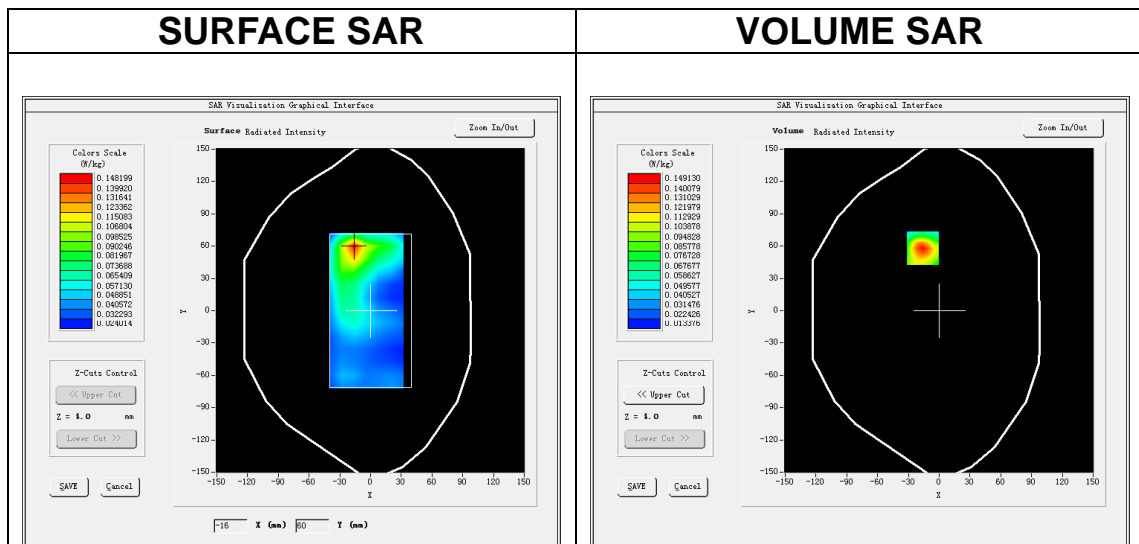 SURFACE SAR
VOLUME SAR
SAR Visualisation Graphical Interface
Surface Radiated Intensity
Zoom In/Out
Colors Scale
(W/kg)
0.148199
0.139920
0.131641
0.123362
0.115083
0.106804
0.098525
0.090246
0.081967
0.073688
0.065409
0.057130
0.048851
0.040572
0.032293
0.024014
Z-Cuts Control
<< Upper Cut
Z = 4.0 mm
Lower Cut >>
SAVE
Cancel
150
120
90
60
30
0
-30
-60
-90
-120
-150
Y
-150 -120 -90 -60 -30 0 30 60 90 120 150
X
-16 X (mm) 60 Y (mm)
SAR Visualisation Graphical Interface
Volume Radiated Intensity
Zoom In/Out
Colors Scale
(W/kg)
0.149130
0.140079
0.131029
0.121979
0.112929
0.103878
0.094828
0.085778
0.076728
0.067677
0.058627
0.049577
0.040527
0.031476
0.022426
0.013376
Z-Cuts Control
<< Upper Cut
Z = 4.0 mm
Lower Cut >>
SAVE
Cancel
150
120
90
60
30
0
-30
-60
-90
-120
-150
Y
-150 -120 -90 -60 -30 0 30 60 90 120 150
X